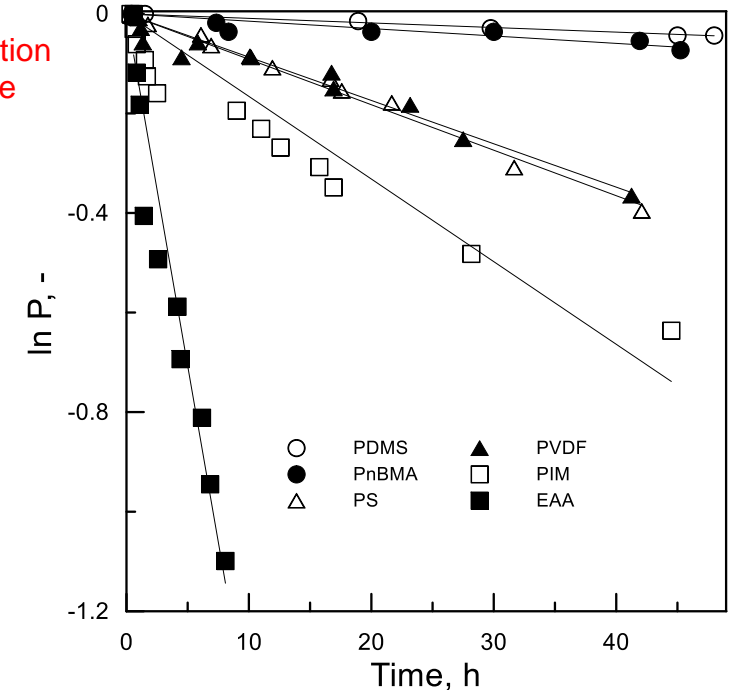 0
tion
e
-0.4
ln P, -
-0.8
PDMS PVDF
PnBMA PIM
PS EAA
-1.2
0 10 20 30 40
Time, h